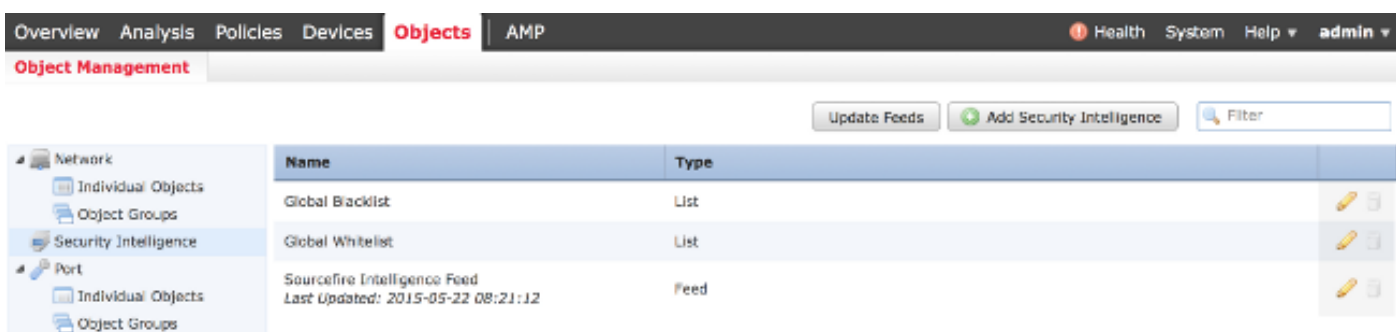 Overview Analysis Policies Devices Objects AMP Health System Help admin
Object Management
Update Feeds Add Security Intelligence Filter
Network
Individual Objects
Object Groups
Security Intelligence
Port
Individual Objects
Object Groups
Name Type
Global Blacklist List
Global Whitelist List
Sourcefire Intelligence Feed Feed
Last Updated: 2015-05-22 08:21:12